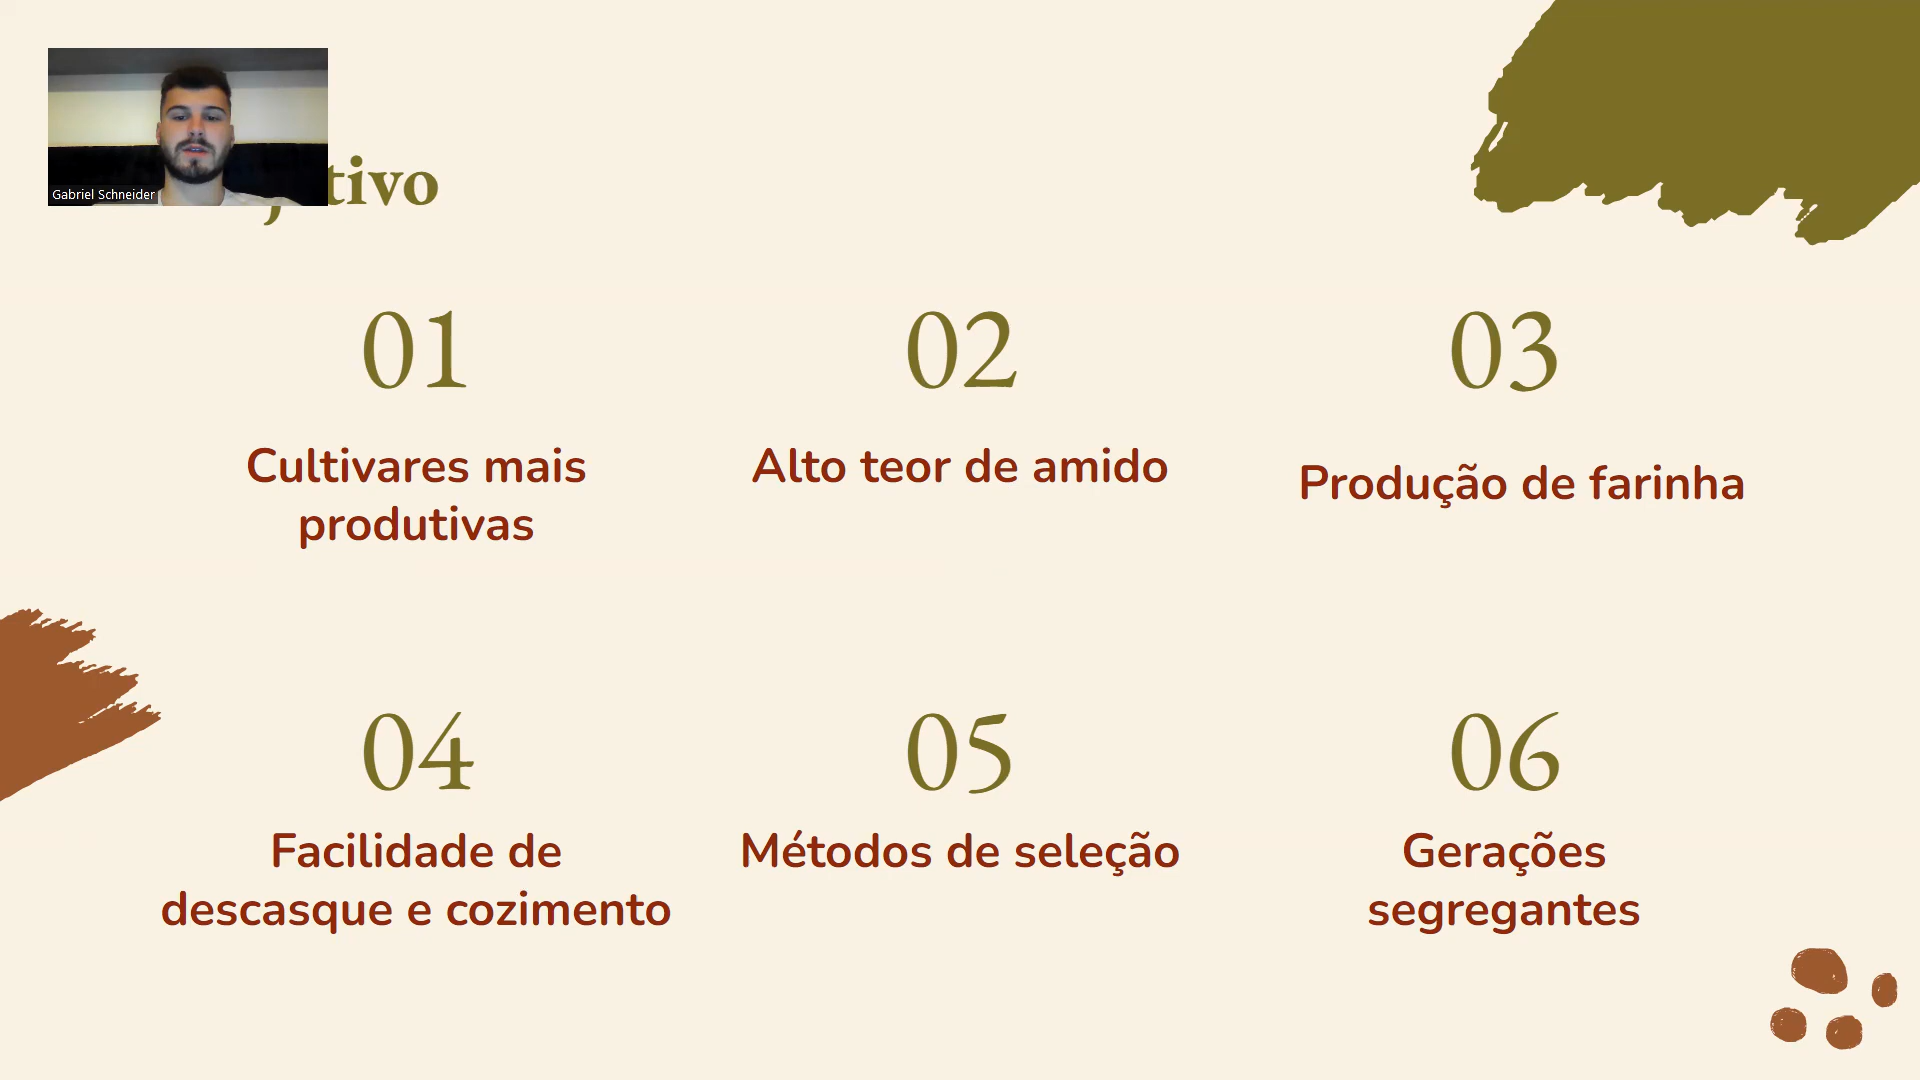 Gabriel Schneider
01
02
03
Cultivares mais
produtivas
Alto teor de amido
Produção de farinha
04
05
06
Facilidade de
descasque e cozimento
Métodos de seleção
Gerações
segregantes